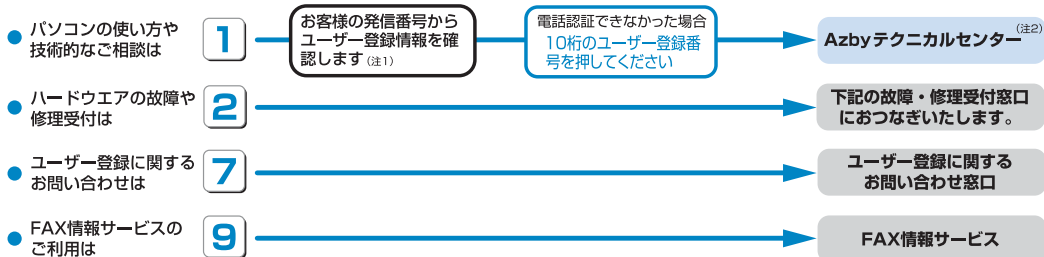 パソコンの使い方や
技術的なご相談は
1
お客様の発信番号から
ユーザー登録情報を確
認します(注1)
電話認証できなかった場合
10桁のユーザー登録番
号を押してください
Azbyテクニカルセンター(注2)
ハードウエアの故障や
修理受付は
2
下記の故障・修理受付窓口
におつなぎいたします。
ユーザー登録に関する
お問い合わせは
7
ユーザー登録に関する
お問い合わせ窓口
FAX情報サービスの
ご利用は
9
FAX情報サービス